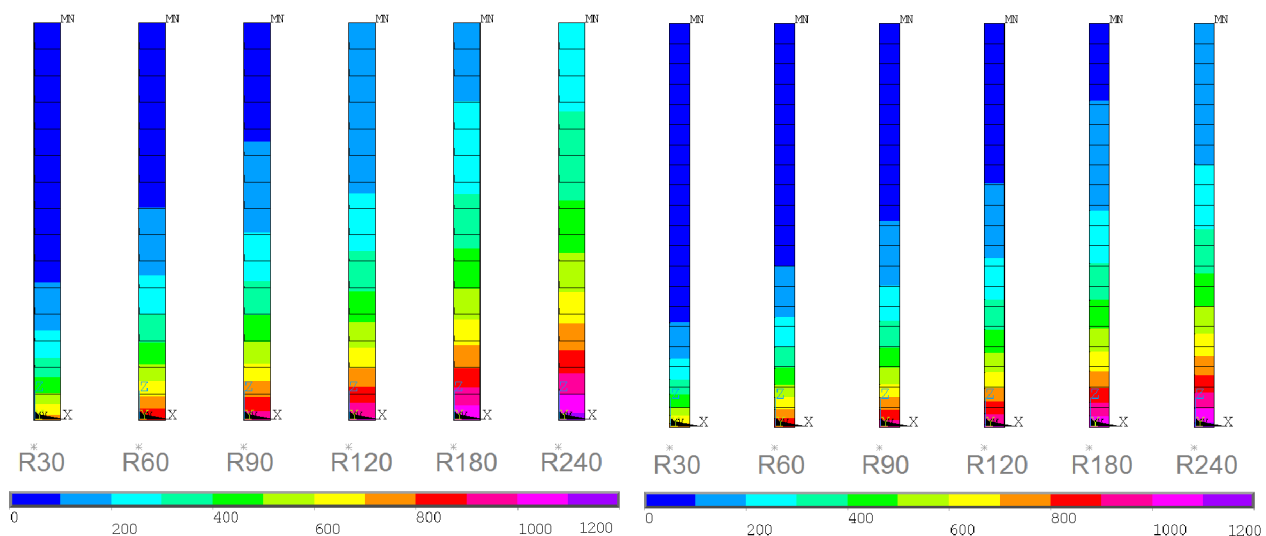 MN MN MN MN MN MN MN MN MN MN MN MN
Z Z Z Z Z Z Z Z Z Z
Y X Y X Y X Y X Y X Y X Y X Y X Y X Y X Y X Y X
* * * * * * * * * * * *
R30 R60 R90 R120 R180 R240 R30 R60 R90 R120 R180 R240
0 400 800 1200 0 400 800 1200
200 600 1000 200 600 1000